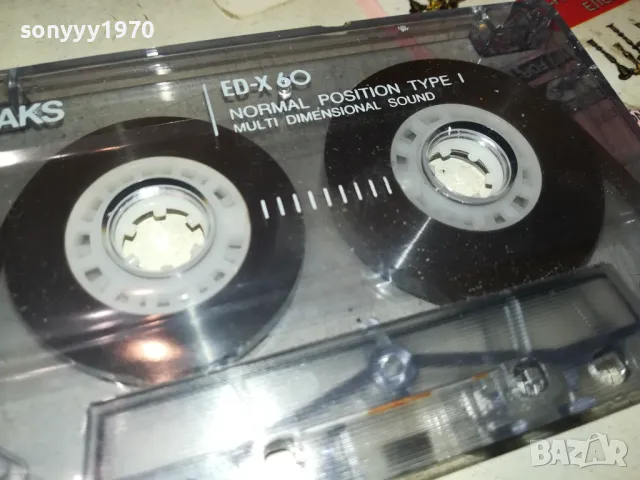 sonyyy1970
AKS
ED-X 60
NORMAL POSITION TYPE I
MULTI DIMENSIONAL SOUND
BAZAR